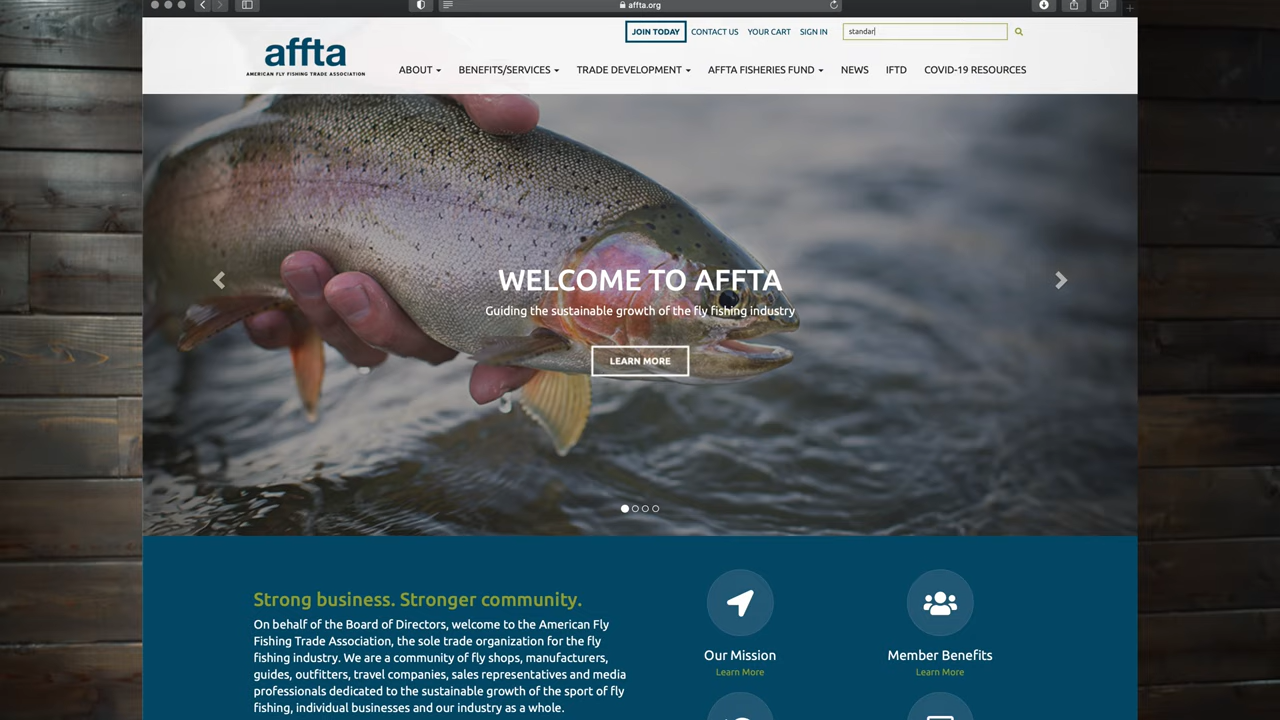 affta.org
JOIN TODAY CONTACT US YOUR CART SIGN IN standar
affta
AMERICAN FLY FISHING TRADE ASSOCIATION
ABOUT BENEFITS/SERVICES TRADE DEVELOPMENT AFFTA FISHERIES FUND NEWS IFTD COVID-19 RESOURCES
WELCOME TO AFFTA
Guiding the sustainable growth of the fly fishing industry
LEARN MORE
Strong business. Stronger community.
On behalf of the Board of Directors, welcome to the American Fly
Fishing Trade Association, the sole trade organization for the fly
fishing industry. We are a community of fly shops, manufacturers,
guides, outfitters, travel companies, sales representatives and media
professionals dedicated to the sustainable growth of the sport of fly
fishing, individual businesses and our industry as a whole.
Our Mission
Learn More
Member Benefits
Learn More